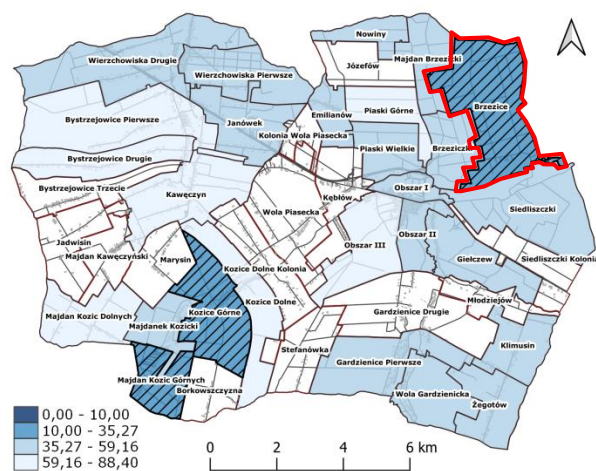 Nowiny
Wierzchowiska Drugie
Majdan Brzezicki
Józefów
Wierzchowiska Pierwsze
Brzezice
Piaski Górne
Emilianów
Bystrzejowice Pierwsze
Janówek
Kolonia Wola Piasecka
Brzeziczki
Piaski Wielkie
Bystrzejowice Drugie
Bystrzejowice Trzecie
Obszar I
Kawęczyn
Kębłów
Siedliszczki
Wola Piasecka
Obszar II
Jadwisin
Obszar III
Majdan Kawęczyński
Marysin
Giełczew
Siedliszczki Kolonia
Kozice Dolne Kolonia
Kozice Dolne
Młodziejów
Kozice Górne
Gardzienice Drugie
Majdan Kozic Dolnych
Majdanek Kozicki
Klimusin
Stefanówka
Gardzienice Pierwsze
Majdan Kozic Górnych
Borkowszczyzna
Wola Gardzienicka
Żegotów
0,00 - 10,00
10,00 - 35,27
35,27 - 59,16
59,16 - 88,40
0 2 4 6 km